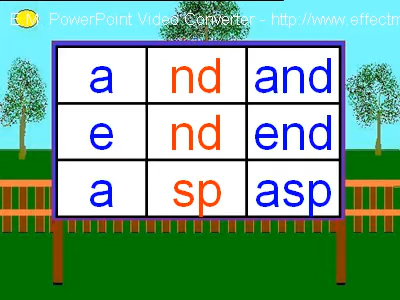 E.M. PowerPoint Video Converter - http://www.effectm
a nd and
e nd end
a sp asp